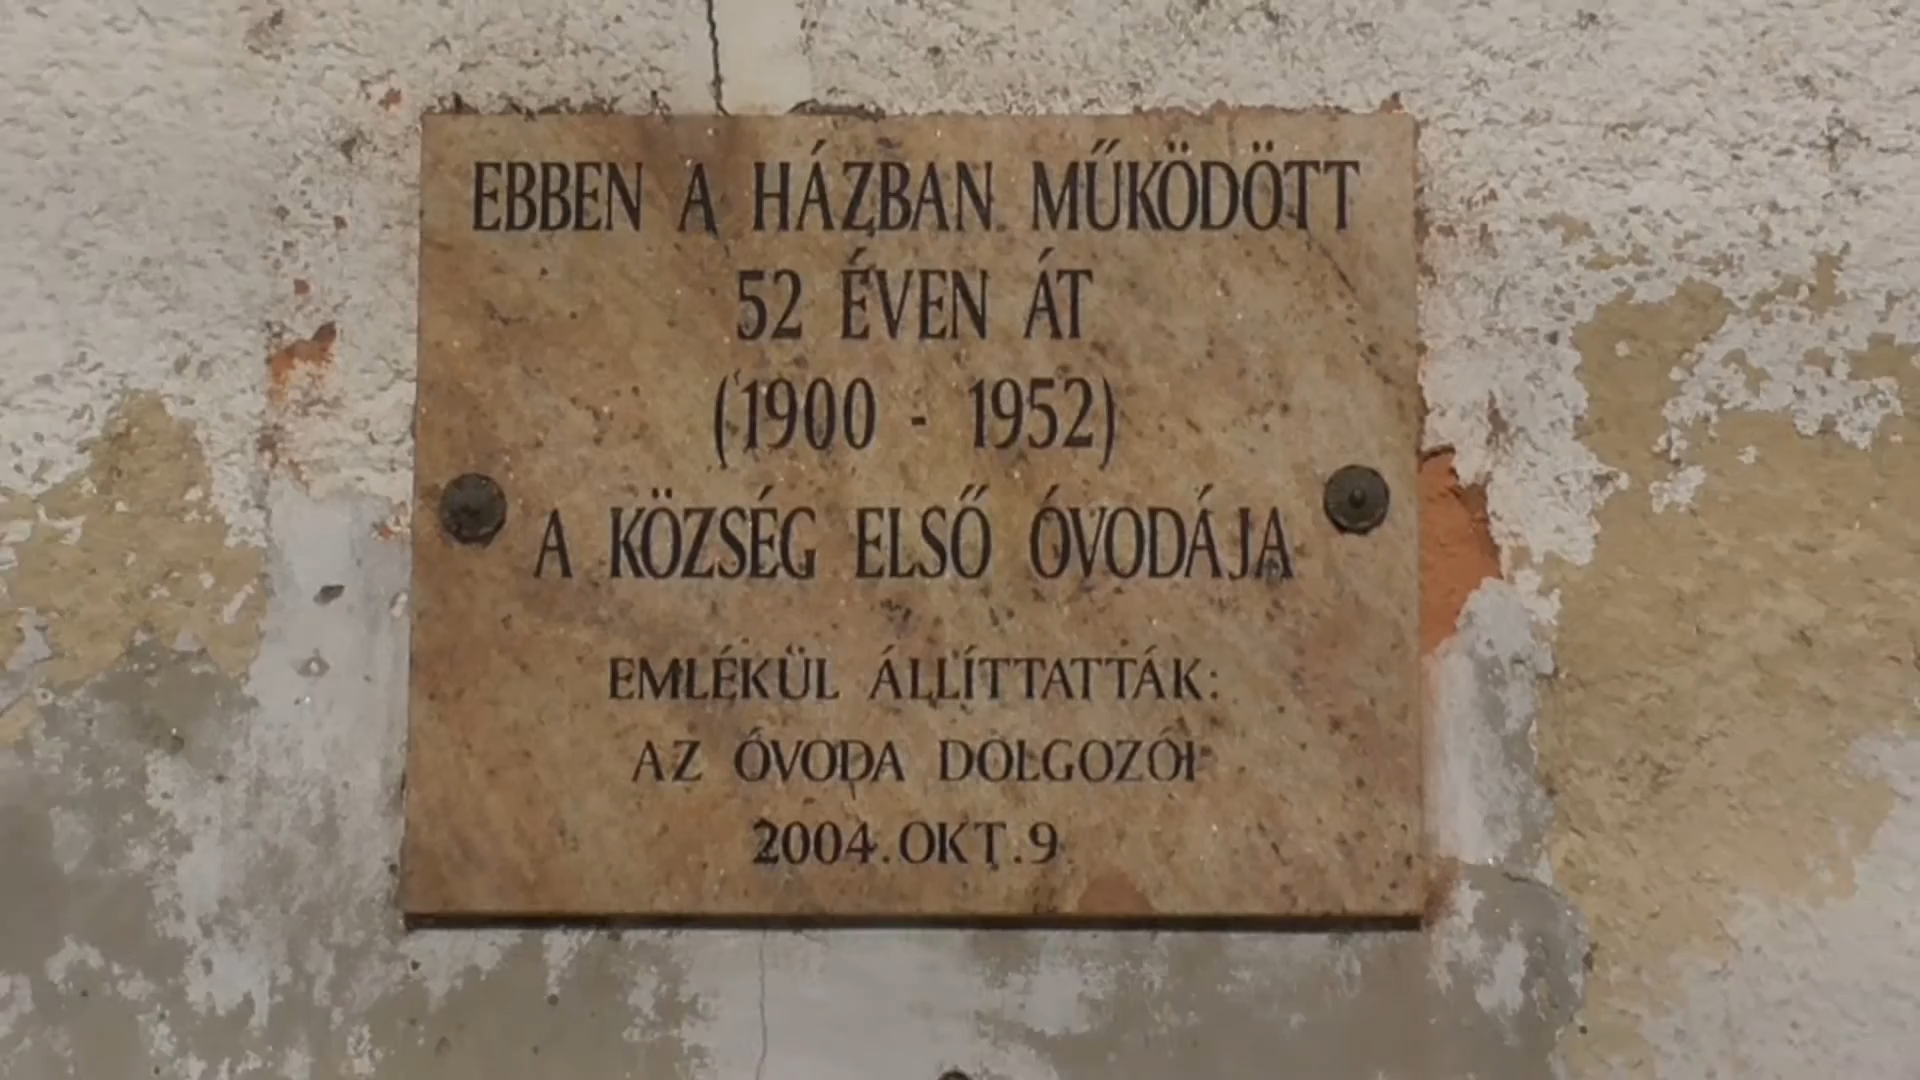 EBBEN A HÁZBAN MŰKÖDÖTT
52 ÉVEN ÁT
(1900 - 1952)
A KÖZSÉG ELSŐ ÓVODÁJA
EMLÉKÜL ÁLLÍTTATTÁK:
AZ ÓVODA DOLGOZÓI
2004.OKT.9